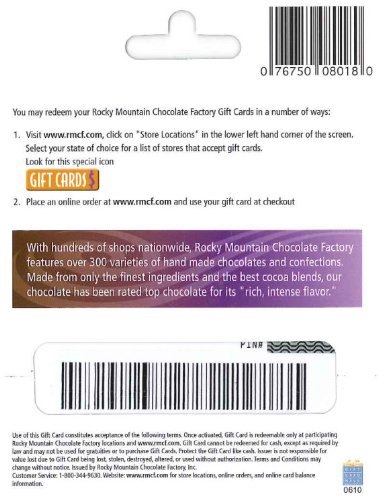 0 76750 08018 0
You may redeem your Rocky Mountain Chocolate Factory Gift Cards in a number of ways:
1. Visit www.rmcf.com, click on "Store Locations" in the lower left hand corner of the screen.
Select your state of choice for a list of stores that accept gift cards.
Look for this special icon
GIFT CARDS$
2. Place an online order at www.rmcf.com and use your gift card at checkout
With hundreds of shops nationwide, Rocky Mountain Chocolate Factory
features over 300 varieties of hand made chocolates and confections.
Made from only the finest ingredients and the best cocoa blends, our
chocolate has been rated top chocolate for its "rich, intense flavor."
PIN#
Use of this Gift Card constitutes acceptance of the following terms. Once activated, Gift Card is redeemable only at participating
Rocky Mountain Chocolate Factory locations and www.rmcf.com. Gift Card cannot be redeemed for cash, except as required by
law and may not be used for gratuities or to purchase Gift Cards. Protect the Gift Card like cash. Issuer is not responsible for
value lost due to Gift Card being lost, stolen, destroyed, altered, or used without authorization. Terms and Conditions may
change without notice. Issued by Rocky Mountain Chocolate Factory, Inc.
Customer Service: 1-800-344-9630. Website: www.rmcf.com for store locations, online orders, and online card balance
information.
0610